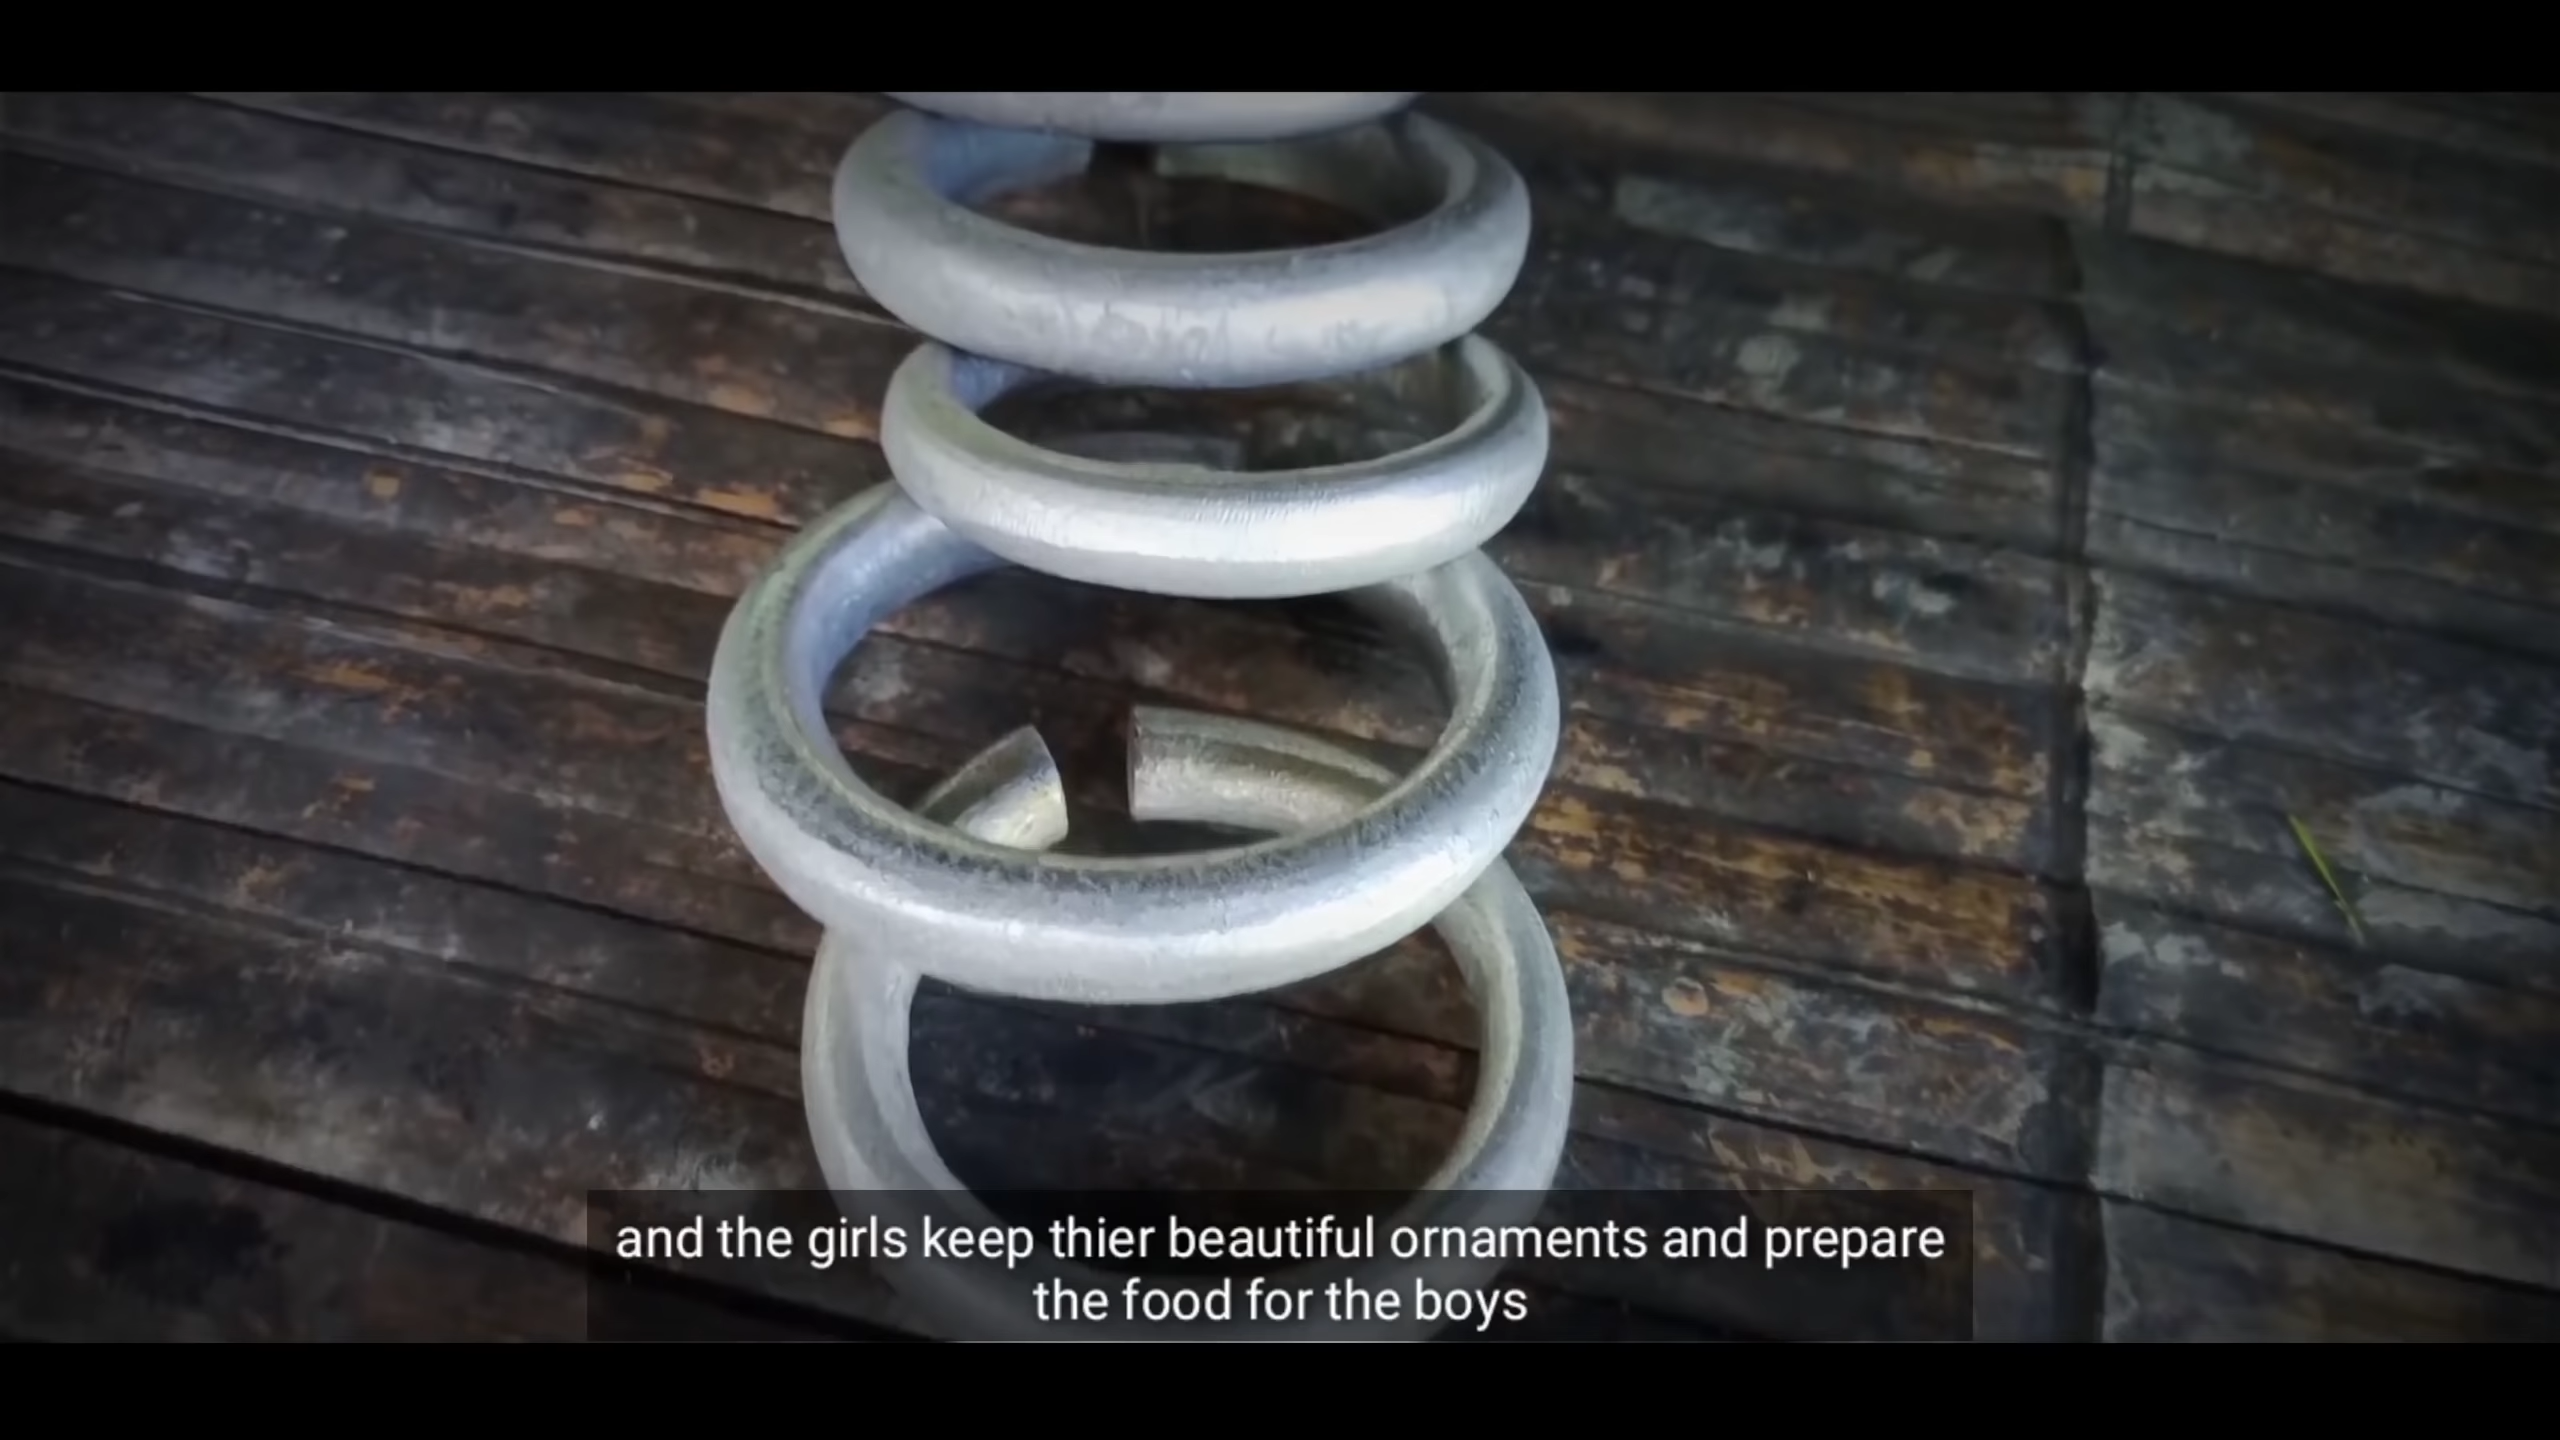 and the girls keep thier beautiful ornaments and prepare
the food for the boys